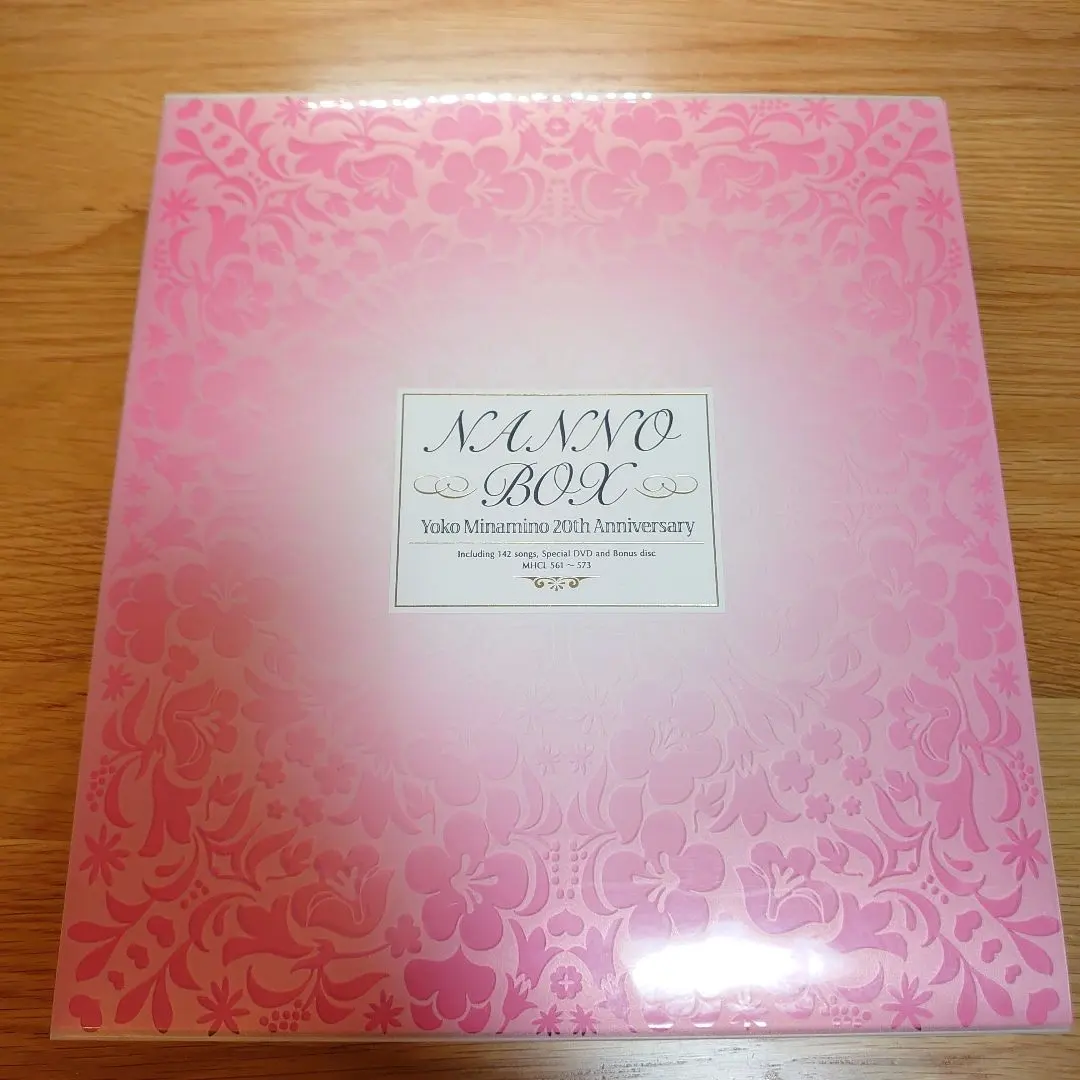 NANNO
BOX
Yoko Minamino 20th Anniversary
Including 142 songs, Special DVD and Bonus disc
MHCL 561～573